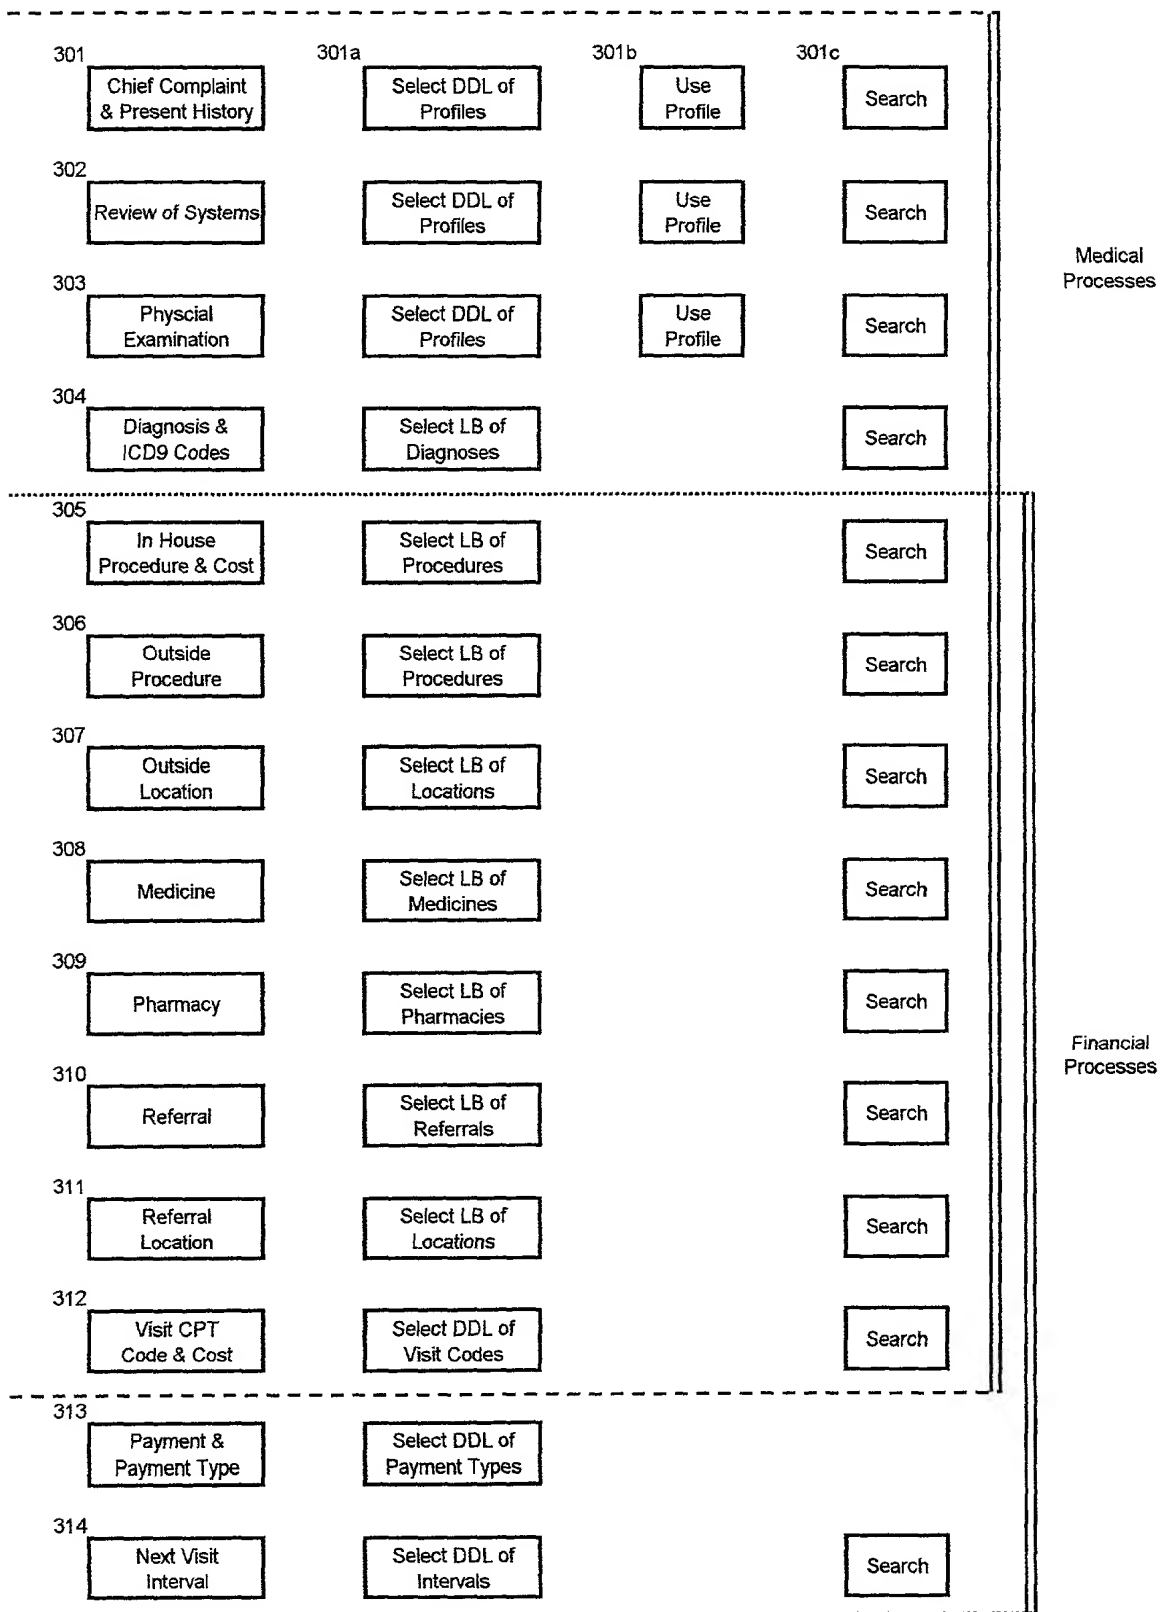 301
301a
301b
301c
Chief Complaint
& Present History
Select DDL of
Profiles
Use
Profile
Search
302
Review of Systems
Select DDL of
Profiles
Use
Profile
Search
Medical
Processes
303
Physcial
Examination
Select DDL of
Profiles
Use
Profile
Search
304
Diagnosis &
ICD9 Codes
Select LB of
Diagnoses
Search
305
In House
Procedure & Cost
Select LB of
Procedures
Search
306
Outside
Procedure
Select LB of
Procedures
Search
307
Outside
Location
Select LB of
Locations
Search
308
Medicine
Select LB of
Medicines
Search
309
Pharmacy
Select LB of
Pharmacies
Search
Financial
Processes
310
Referral
Select LB of
Referrals
Search
311
Referral
Location
Select LB of
Locations
Search
312
Visit CPT
Code & Cost
Select DDL of
Visit Codes
Search
313
Payment &
Payment Type
Select DDL of
Payment Types
314
Next Visit
Interval
Select DDL of
Intervals
Search